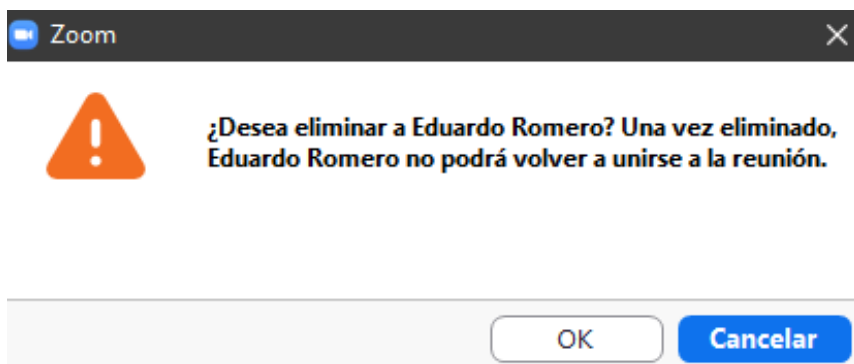 Zoom
¿Desea eliminar a Eduardo Romero? Una vez eliminado,
Eduardo Romero no podrá volver a unirse a la reunión.
OK
Cancelar